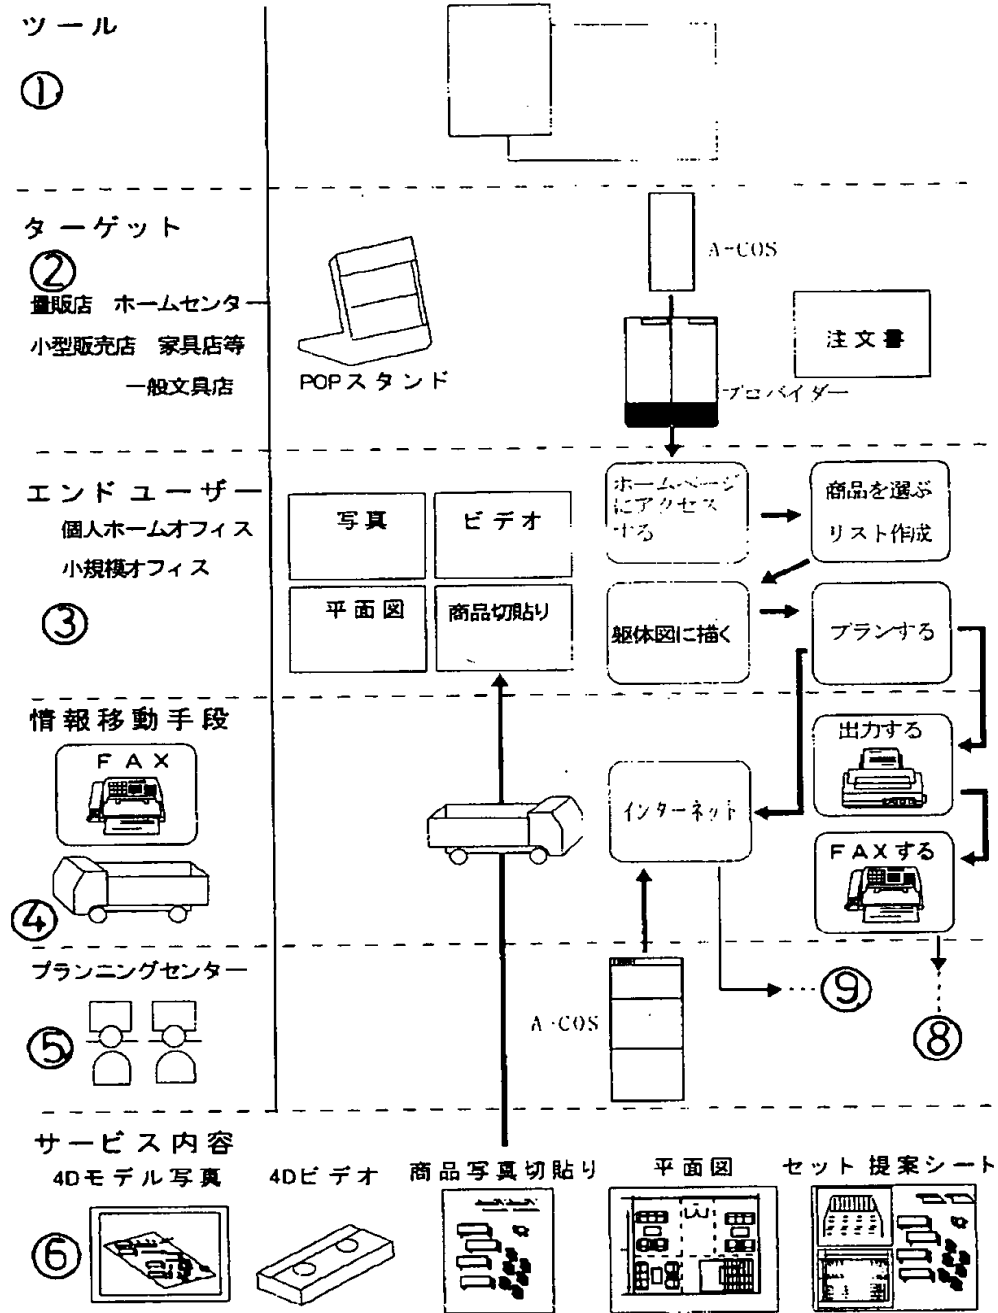 ツール
①
ターゲット
②
量販店 ホームセンター
小型販売店 家具店等
一般文具店
POPスタンド
A-COS
プロバイダー
注文書
エンドユーザー
個人ホームオフィス
小規模オフィス
③
写真
ビデオ
平面図
商品切貼り
ホームページ
にアクセス
する
商品を選ぶ
リスト作成
躯体図に描く
プランする
情報移動手段
FAX
④
インターネット
出力する
FAXする
プランニングセンター
⑤
A-COS
⑨
⑧
サービス内容
4Dモデル写真
4Dビデオ
商品写真切貼り
平面図
セット提案シート
⑥